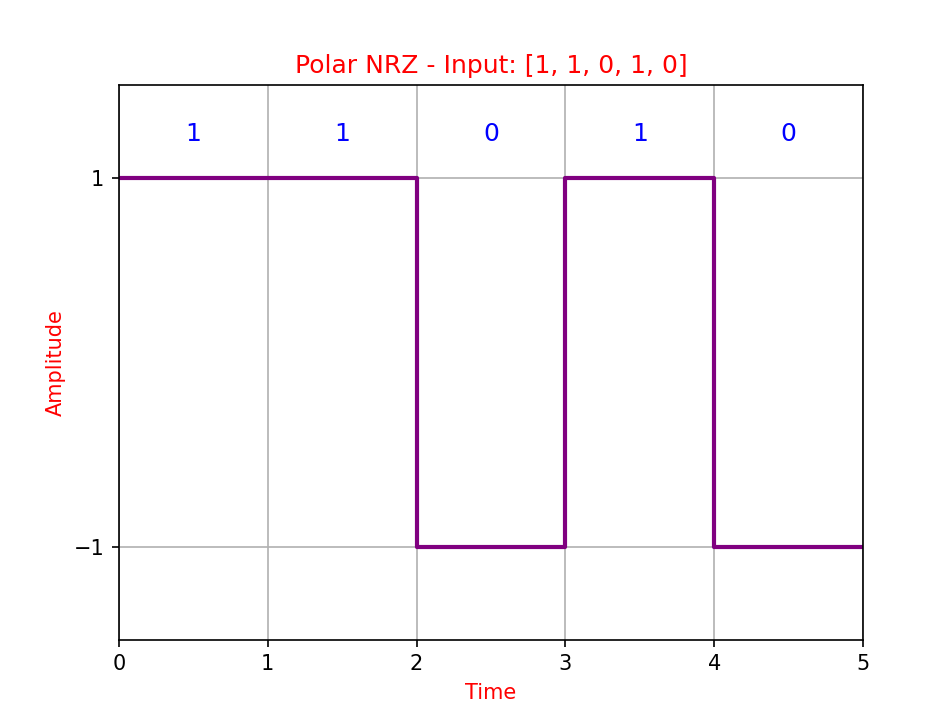 Polar NRZ - Input: [1, 1, 0, 1, 0]
1 1 0 1 0
1
Amplitude
−1
0 1 2 3 4 5
Time